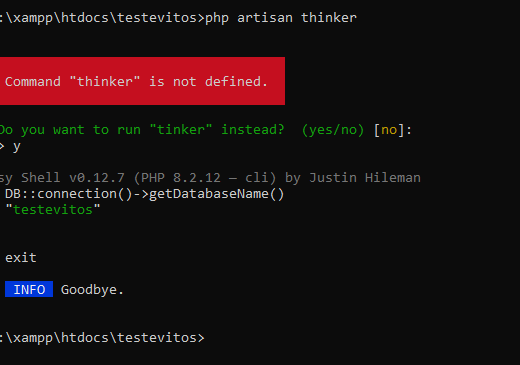 :\xampp\htdocs\testevitos>php artisan thinker
Command "thinker" is not defined.
Do you want to run "tinker" instead? (yes/no) [no]:
> y
sy Shell v0.12.7 (PHP 8.2.12 — cli) by Justin Hileman
DB::connection()->getDatabaseName()
"testevitos"
exit
INFO Goodbye.
:\xampp\htdocs\testevitos>